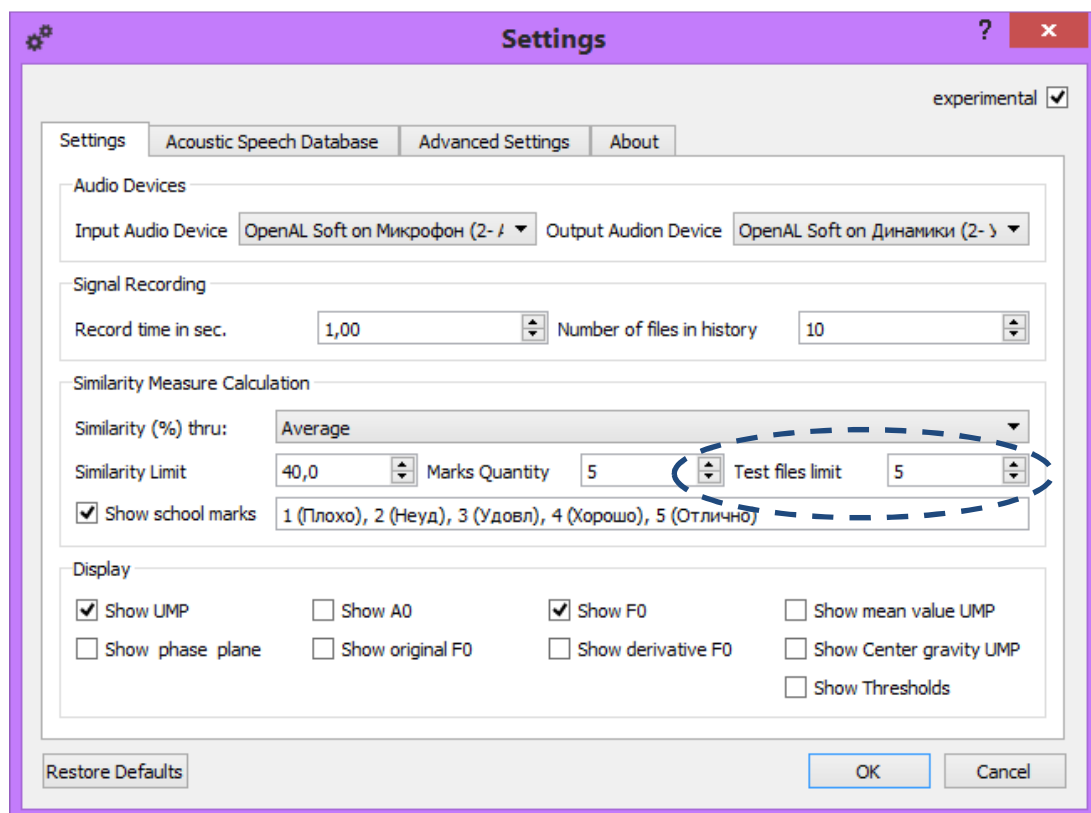 Settings ?
experimental
Settings Acoustic Speech Database Advanced Settings About
Audio Devices
Input Audio Device OpenAL Soft on Микрофон (2- Output Audion Device OpenAL Soft on Динамики (2-
Signal Recording
Record time in sec. 1,00 Number of files in history 10
Similarity Measure Calculation
Similarity (%) thru: Average
Similarity Limit 40,0 Marks Quantity 5 Test files limit 5
Show school marks 1 (Плохо), 2 (Неуд), 3 (Удовл), 4 (Хорошо), 5 (Отлично)
Display
Show UMP Show A0 Show F0 Show mean value UMP
Show phase plane Show original F0 Show derivative F0 Show Center gravity UMP
Show Thresholds
Restore Defaults OK Cancel